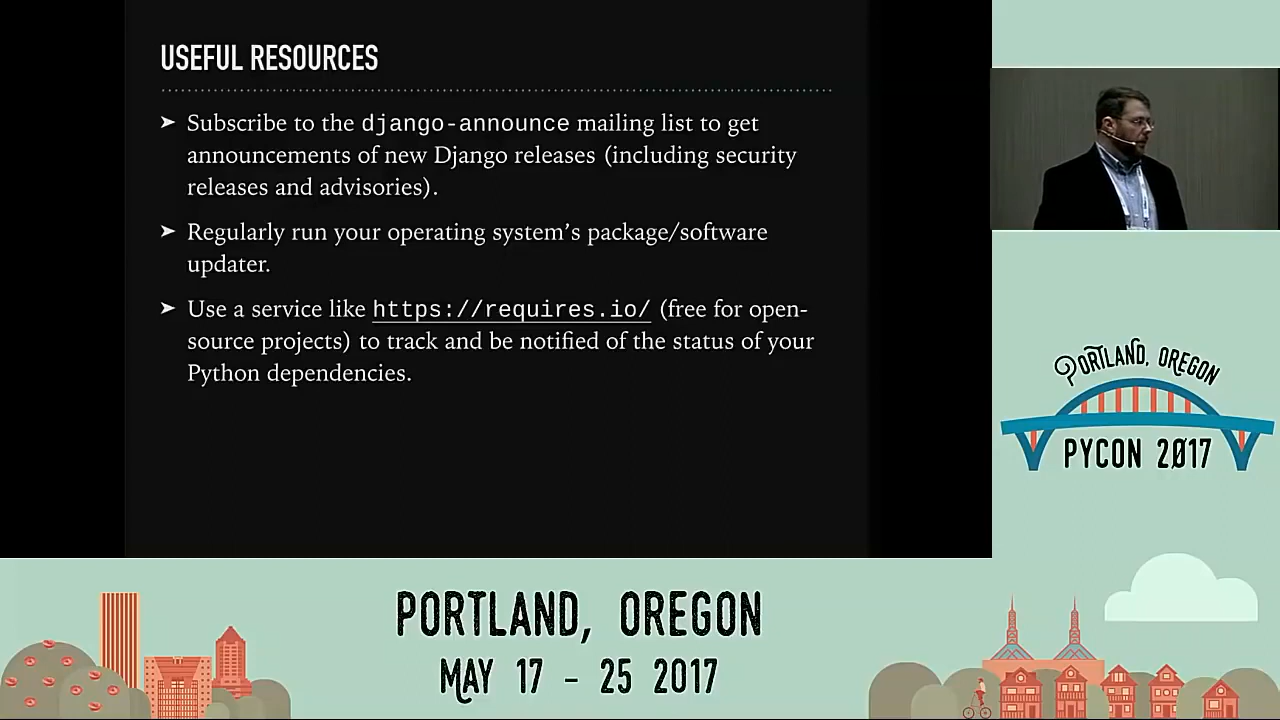 USEFUL RESOURCES
➤ Subscribe to the django-announce mailing list to get
announcements of new Django releases (including security
releases and advisories).
➤ Regularly run your operating system’s package/software
updater.
➤ Use a service like https://requires.io/ (free for open-
source projects) to track and be notified of the status of your
Python dependencies.
PORTLAND, OREGON
PYCON 2017
PORTLAND, OREGON
MAY 17 - 25 2017